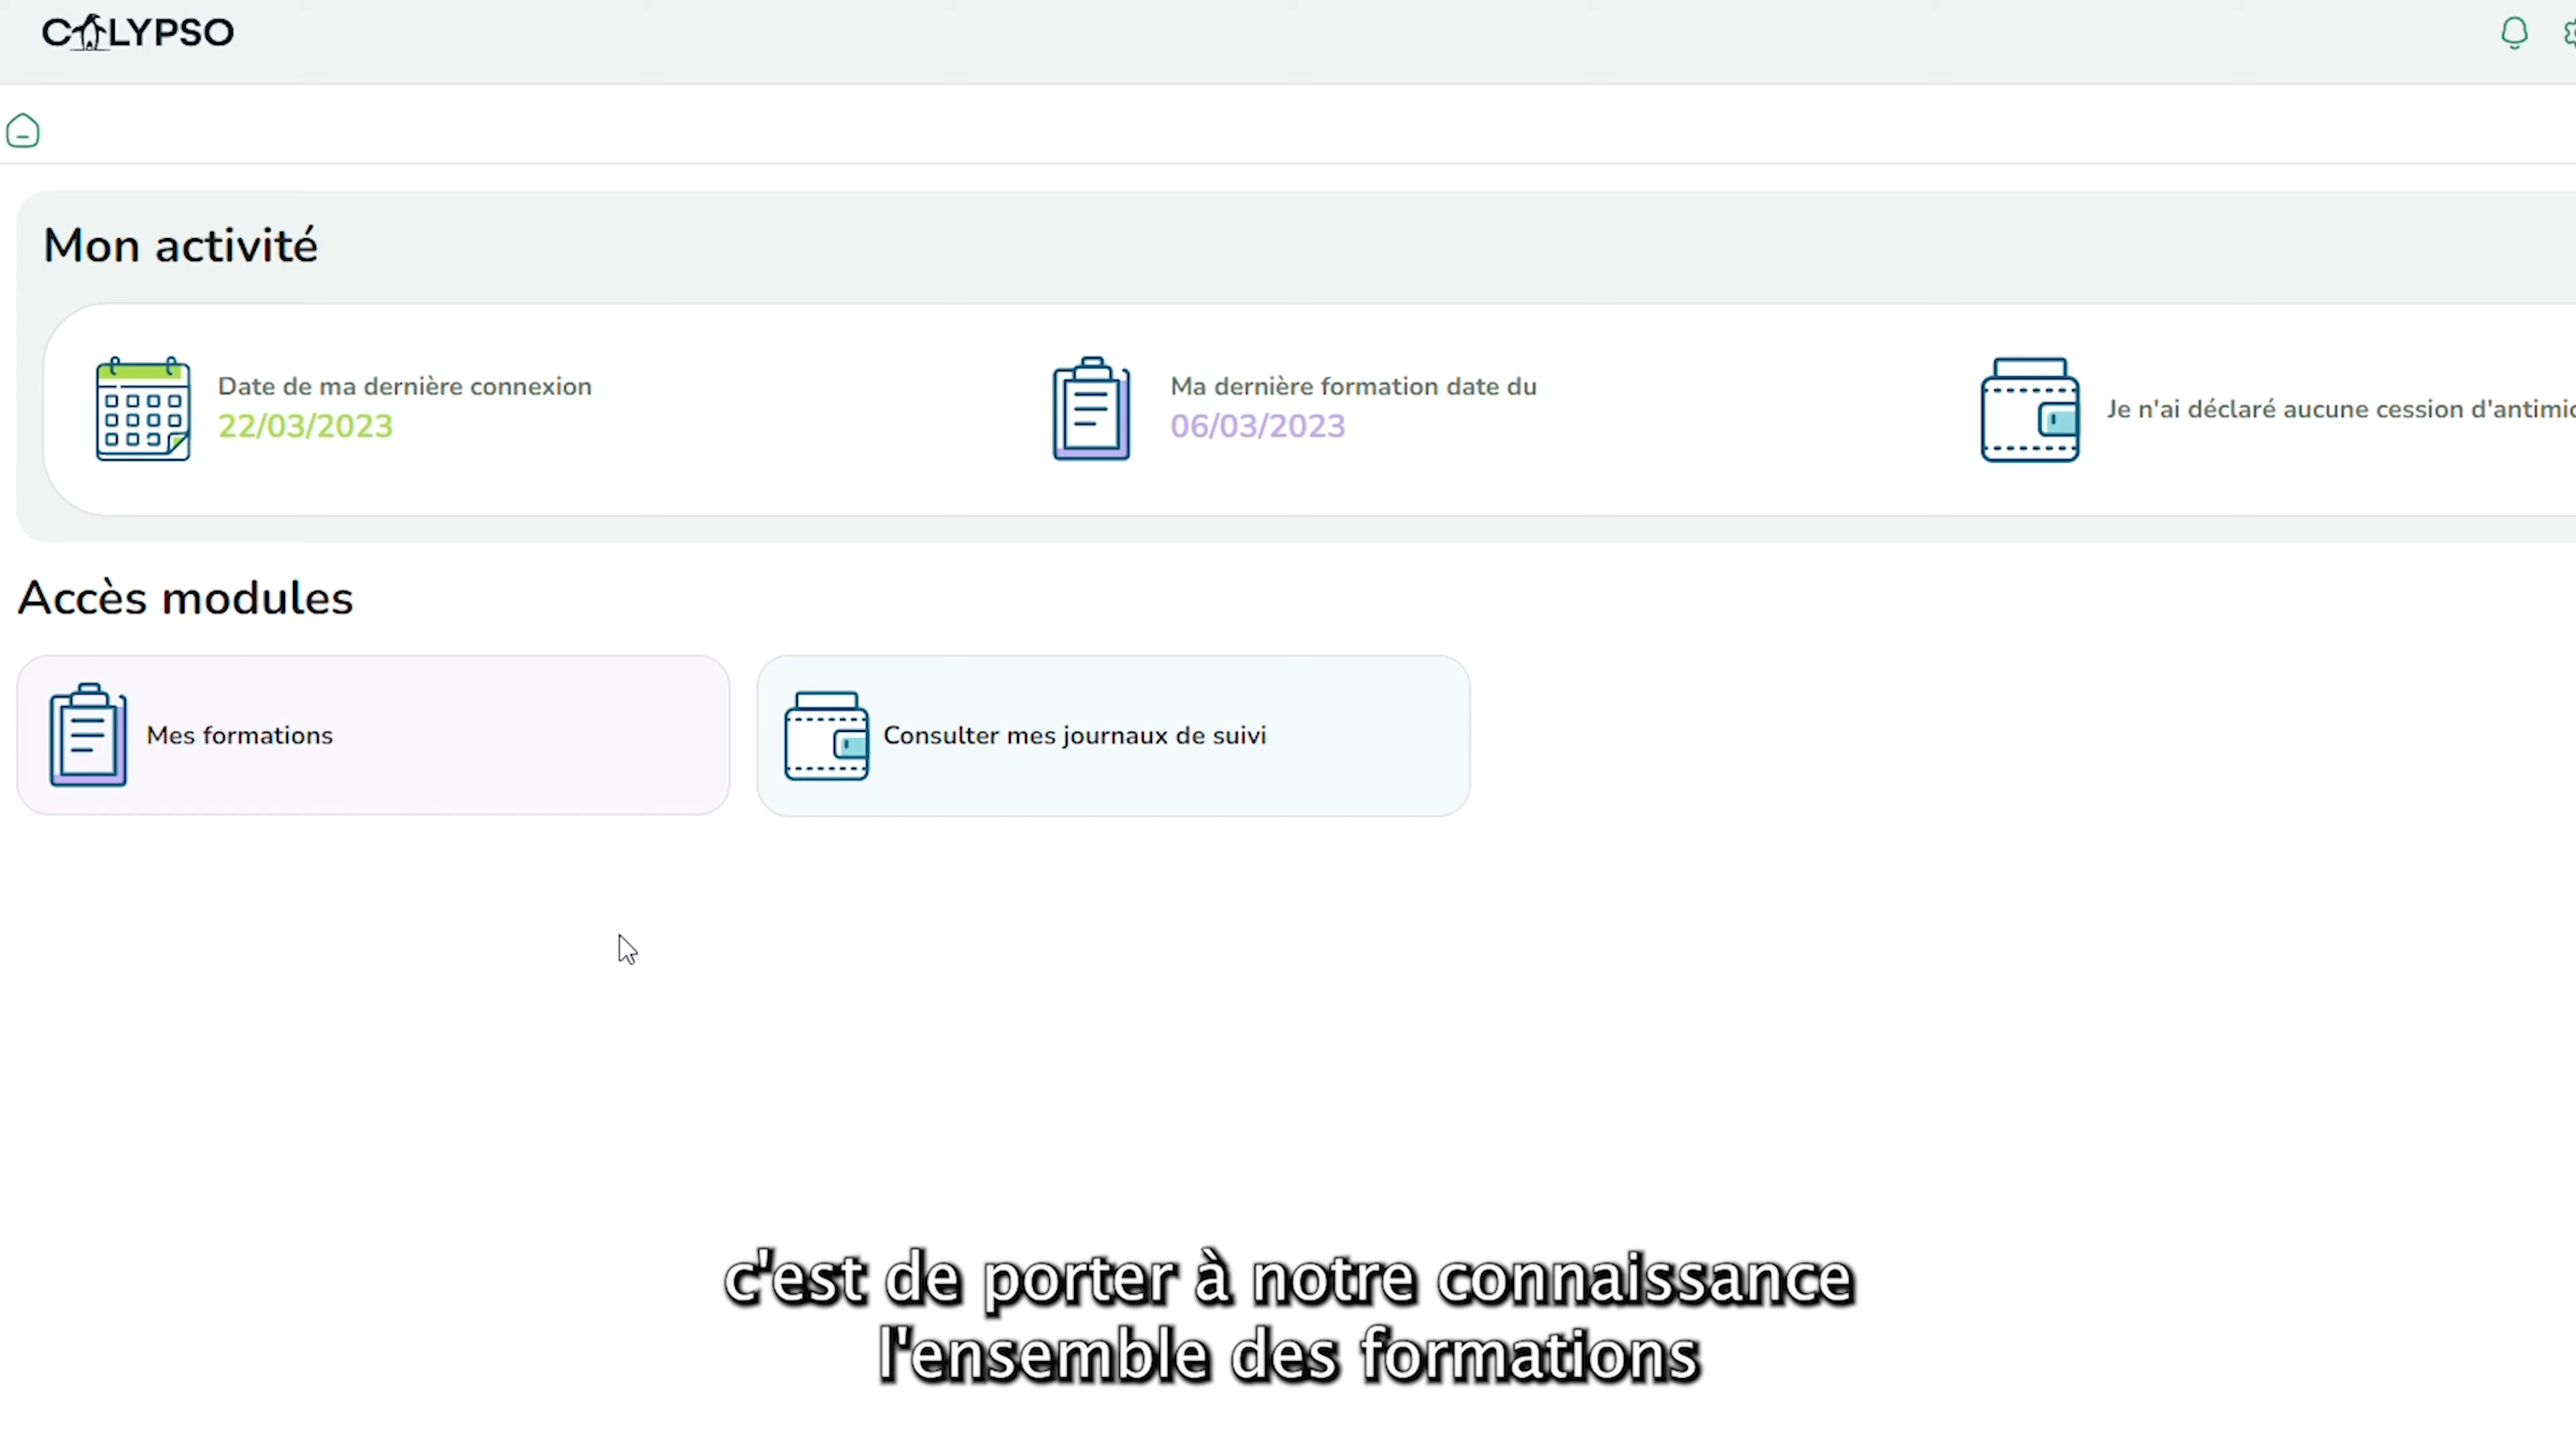 CALYPSO
Mon activité
Date de ma dernière connexion
22/03/2023
Ma dernière formation date du
06/03/2023
Je n'ai déclaré aucune cession
Accès modules
Mes formations
Consulter mes journaux de suivi
c'est de porter à notre connaissance
l'ensemble des formations